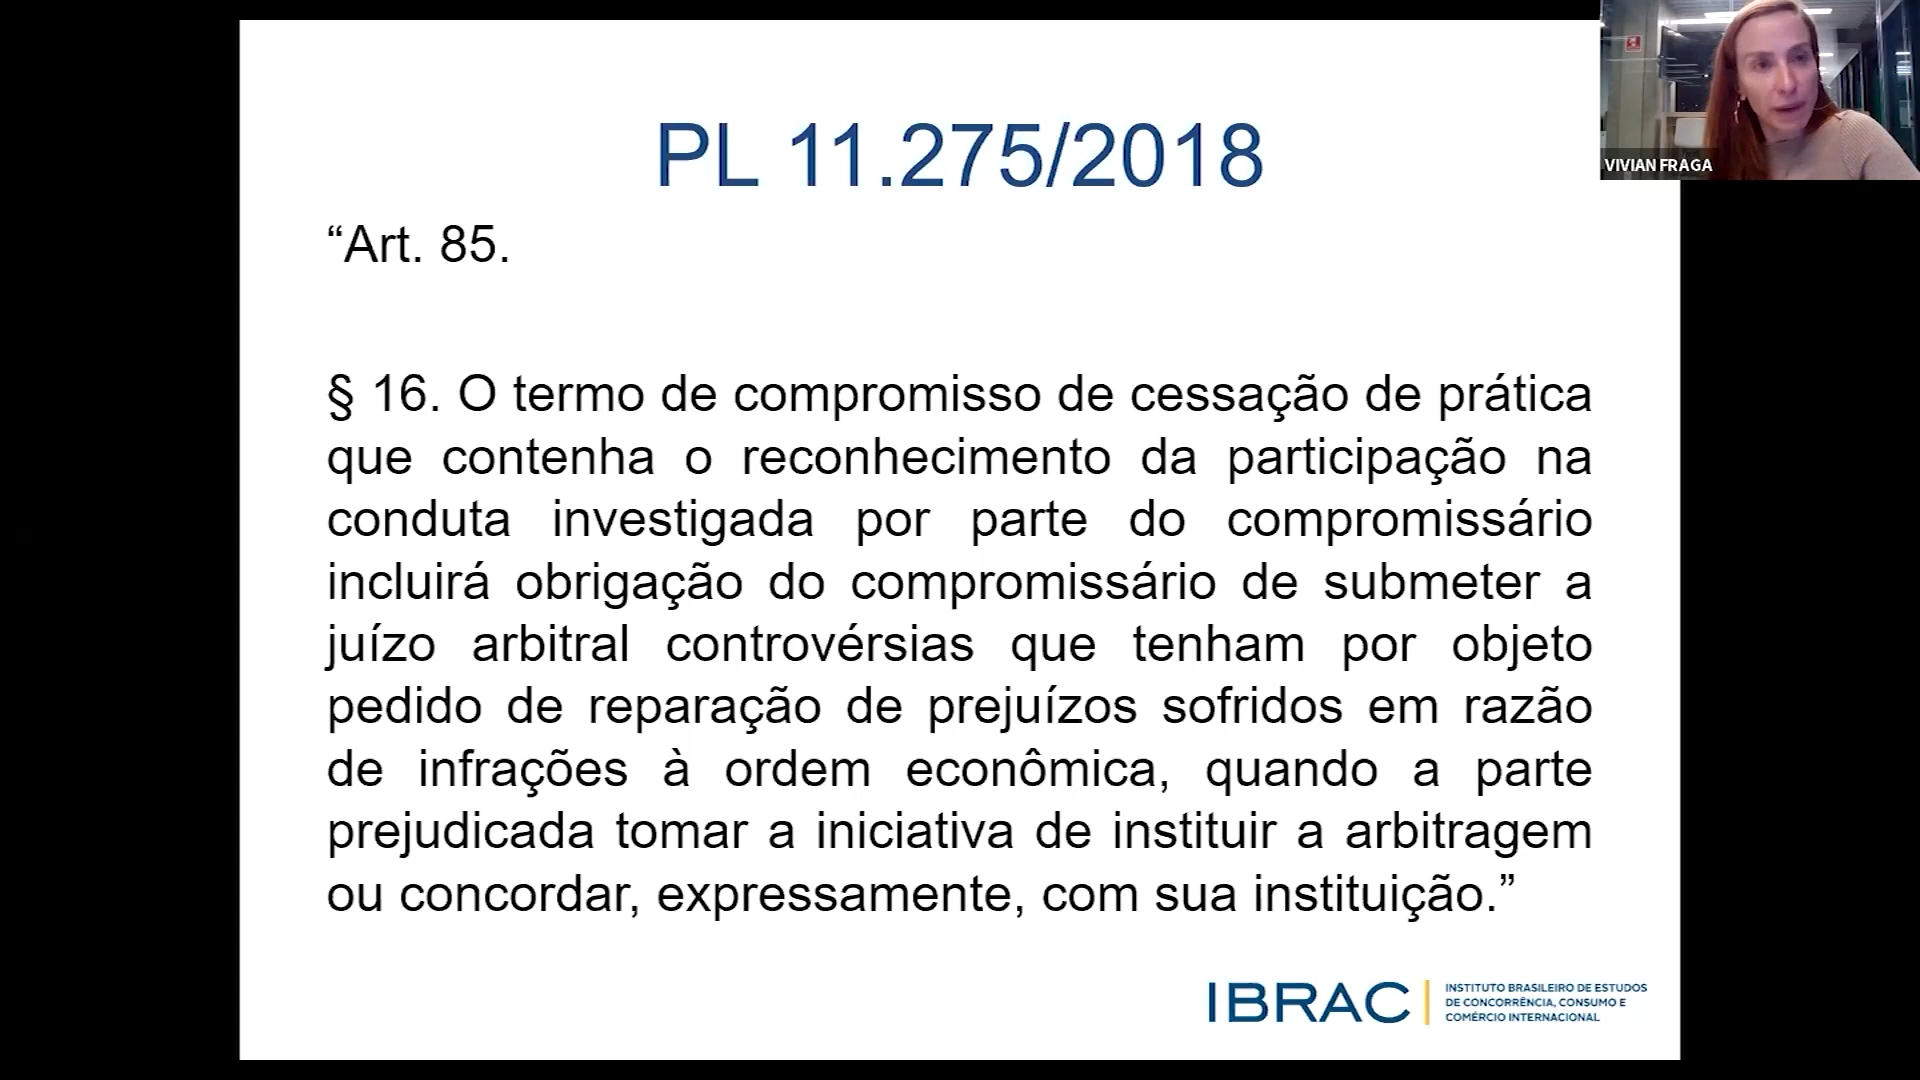 PL 11.275/2018
“Art. 85.
§ 16. O termo de compromisso de cessação de prática
que contenha o reconhecimento da participação na
conduta investigada por parte do compromissário
incluirá obrigação do compromissário de submeter a
juízo arbitral controvérsias que tenham por objeto
pedido de reparação de prejuízos sofridos em razão
de infrações à ordem econômica, quando a parte
prejudicada tomar a iniciativa de instituir a arbitragem
ou concordar, expressamente, com sua instituição.”
VIVIAN FRAGA
IBRAC
INSTITUTO BRASILEIRO DE ESTUDOS
DE CONCORRÊNCIA, CONSUMO E
COMÉRCIO INTERNACIONAL